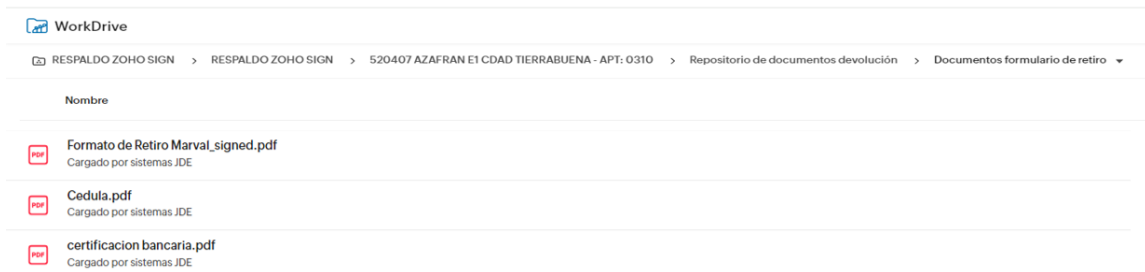 WorkDrive
RESPALDO ZOHO SIGN > RESPALDO ZOHO SIGN > 520407 AZAFRAN E1 CDAD TIERRABUENA - APT: 0310 > Repositorio de documentos devolución > Documentos formulario de retiro
Nombre
PDF Formato de Retiro Marval_signed.pdf
Cargado por sistemas JDE
PDF Cedula.pdf
Cargado por sistemas JDE
PDF certificacion bancaria.pdf
Cargado por sistemas JDE